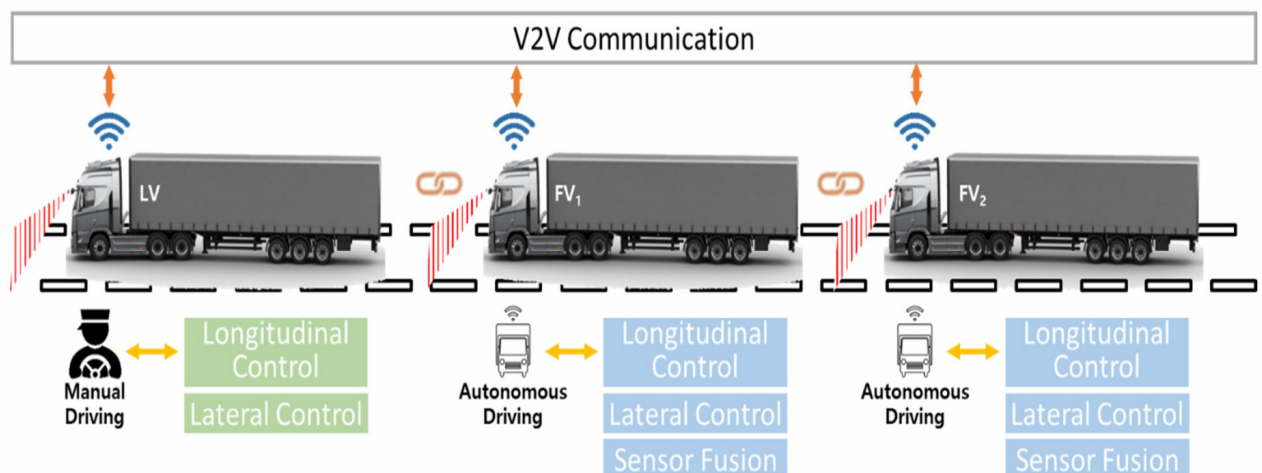 V2V Communication
LV
FV1
FV2
Manual
Driving
Longitudinal
Control
Lateral Control
Autonomous
Driving
Longitudinal
Control
Lateral Control
Sensor Fusion
Autonomous
Driving
Longitudinal
Control
Lateral Control
Sensor Fusion